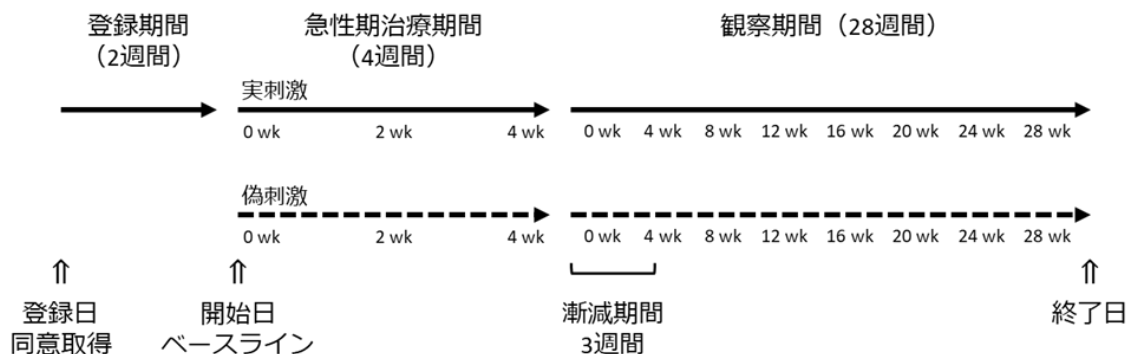 登録期間
（2週間）
急性期治療期間
（4週間）
観察期間（28週間）
実刺激
0 wk 2 wk 4 wk 0 wk 4 wk 8 wk 12 wk 16 wk 20 wk 24 wk 28 wk
偽刺激
0 wk 2 wk 4 wk 0 wk 4 wk 8 wk 12 wk 16 wk 20 wk 24 wk 28 wk
登録日
同意取得
開始日
ベースライン
漸減期間
3週間
終了日